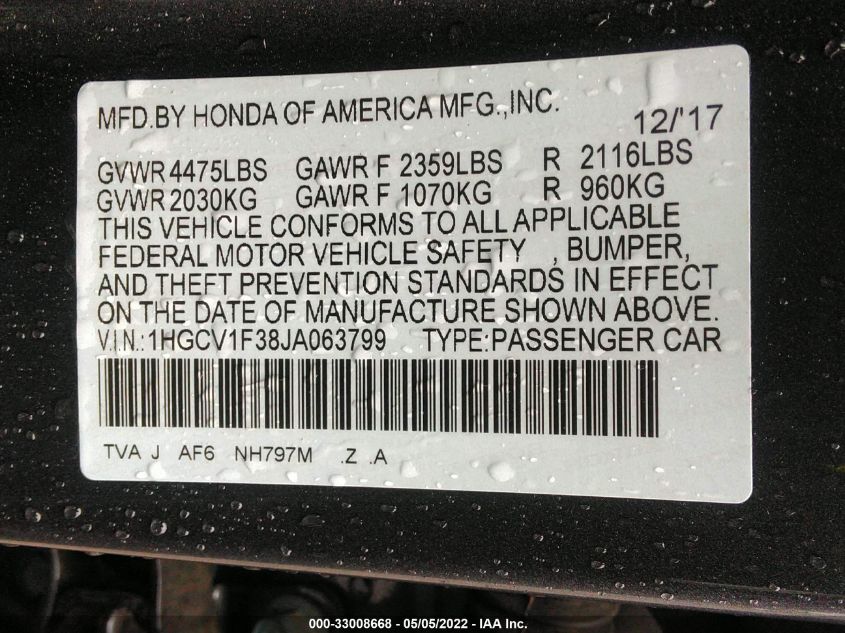 MFD.BY HONDA OF AMERICA MFG.,INC.
12/'17
GVWR 4475LBS GAWR F 2359LBS R 2116LBS
GVWR 2030KG GAWR F 1070KG R 960KG
THIS VEHICLE CONFORMS TO ALL APPLICABLE
FEDERAL MOTOR VEHICLE SAFETY , BUMPER,
AND THEFT PREVENTION STANDARDS IN EFFECT
ON THE DATE OF MANUFACTURE SHOWN ABOVE.
V.I.N.:1HGCV1F38JA063799 TYPE:PASSENGER CAR
TVA J AF6 NH797M .Z .A
000-33008668 - 05/05/2022 - IAA Inc.